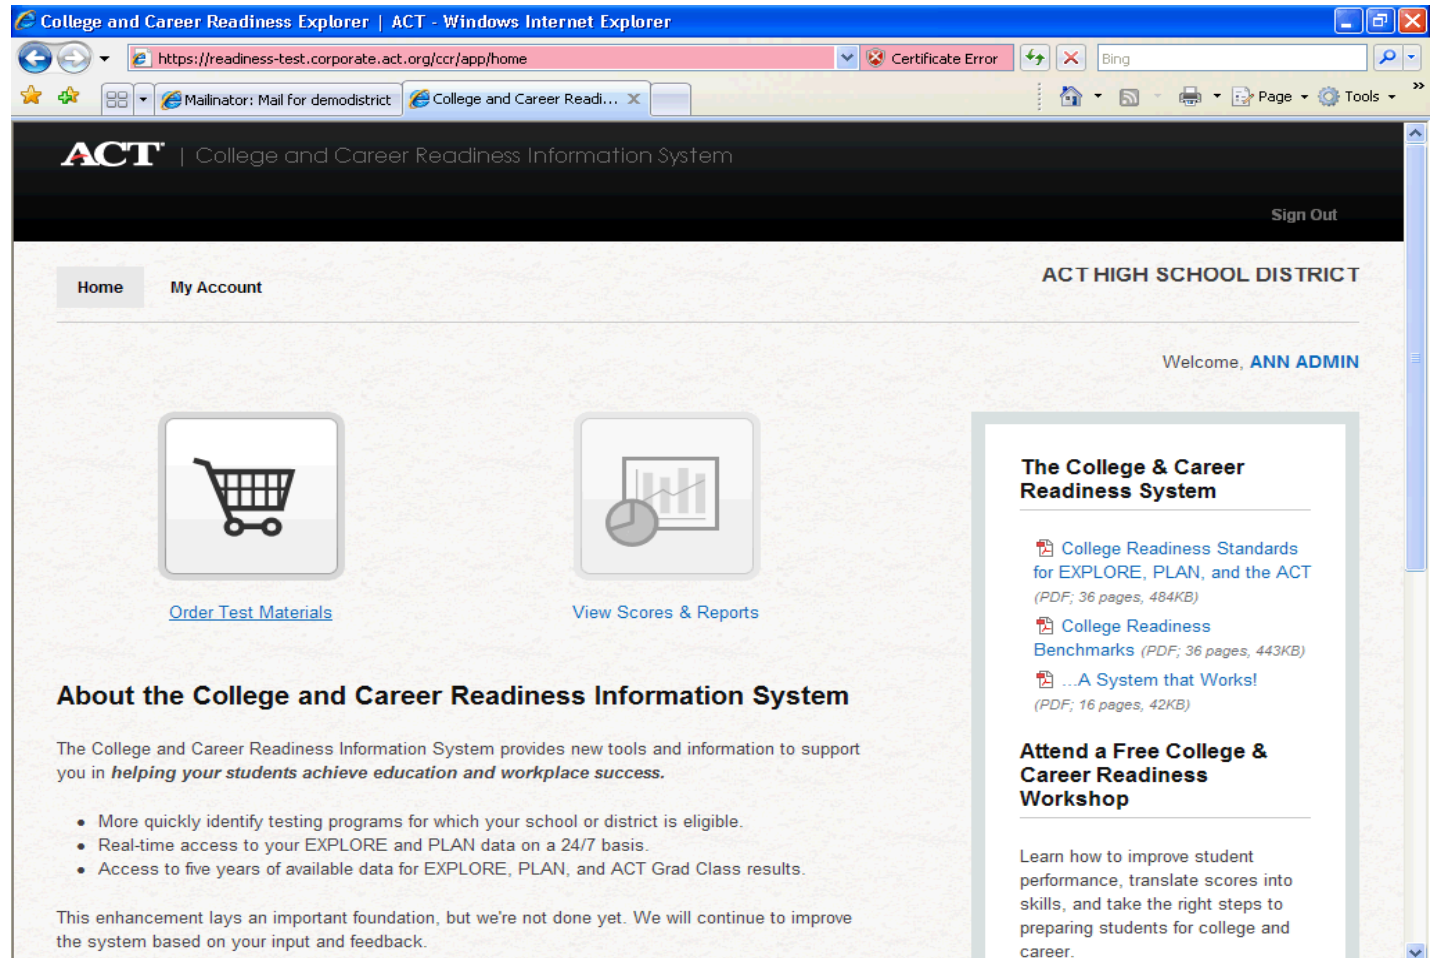 College and Career Readiness Explorer | ACT - Windows Internet Explorer
https://readiness-test.corporate.act.org/ccr/app/home
Certificate Error
Bing
Mailinator: Mail for demodistrict
College and Career Readi...
Page
Tools
ACT | College and Career Readiness Information System
Sign Out
Home
My Account
ACT HIGH SCHOOL DISTRICT
Welcome, ANN ADMIN
Order Test Materials
View Scores & Reports
About the College and Career Readiness Information System
The College and Career Readiness Information System provides new tools and information to support
you in helping your students achieve education and workplace success.
• More quickly identify testing programs for which your school or district is eligible.
• Real-time access to your EXPLORE and PLAN data on a 24/7 basis.
• Access to five years of available data for EXPLORE, PLAN, and ACT Grad Class results.
This enhancement lays an important foundation, but we're not done yet. We will continue to improve
the system based on your input and feedback.
The College & Career
Readiness System
College Readiness Standards
for EXPLORE, PLAN, and the ACT
(PDF; 36 pages, 484KB)
College Readiness
Benchmarks (PDF; 36 pages, 443KB)
...A System that Works!
(PDF; 16 pages, 42KB)
Attend a Free College &
Career Readiness
Workshop
Learn how to improve student
performance, translate scores into
skills, and take the right steps to
preparing students for college and
career.